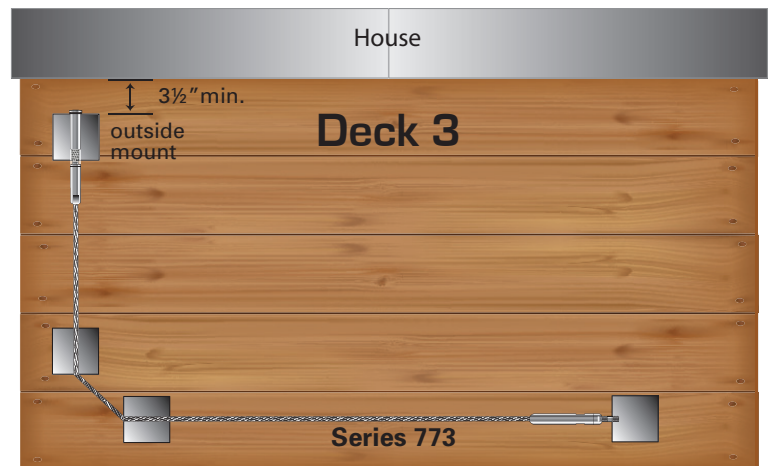 House
3½”min.
outside
mount
Deck 3
Series 773